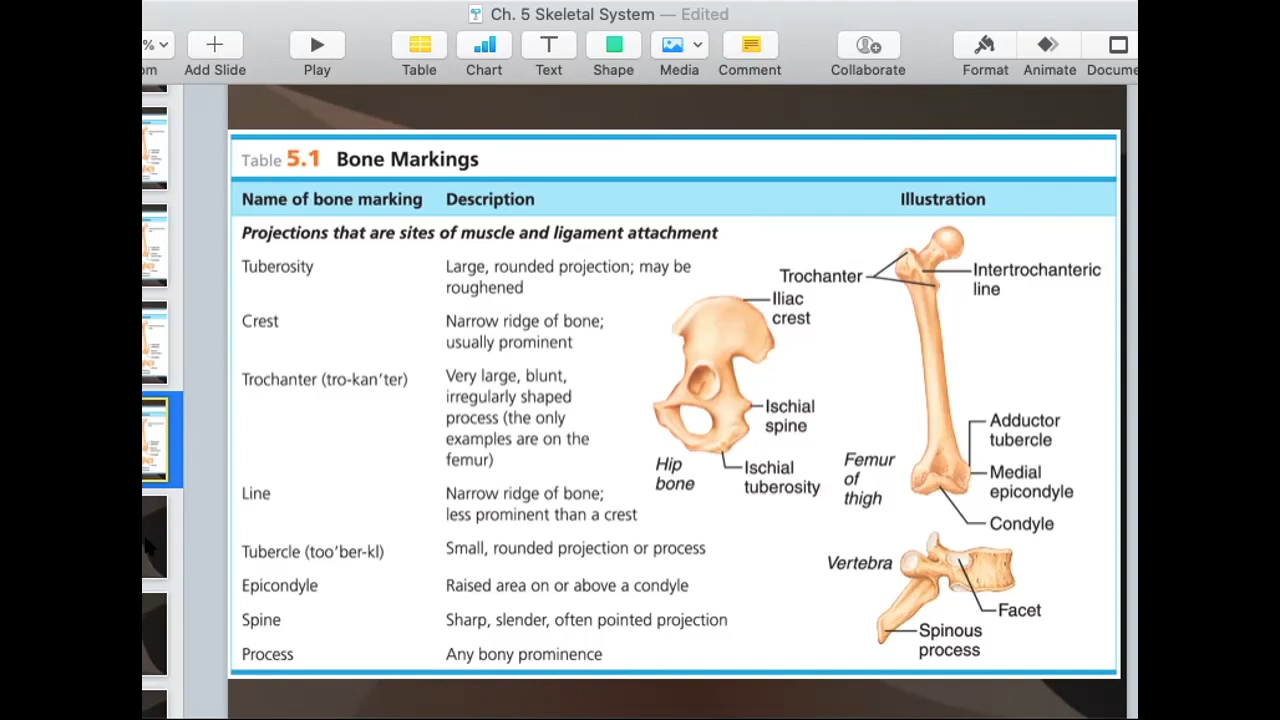 Ch. 5 Skeletal System — Edited
% 
om Add Slide Play Table Chart Text Shape Media Comment Collaborate Format Animate Docume
Table 5.1 Bone Markings
Name of bone marking Description Illustration
Projections that are sites of muscle and ligament attachment
Tuberosity Large, rounded projection; may be
roughened
Crest Narrow ridge of bone;
usually prominent
Trochanter (tro-kan'ter) Very large, blunt,
irregularly shaped
process (the only
examples are on the
femur)
Line Narrow ridge of bone;
less prominent than a crest
Tubercle (too'ber-kl) Small, rounded projection or process
Epicondyle Raised area on or above a condyle
Spine Sharp, slender, often pointed projection
Process Any bony prominence
Iliac
crest
Ischial
spine
Ischial
tuberosity
Hip
bone
Trochanters
Intertrochanteric
line
Adductor
tubercle
Medial
epicondyle
Condyle
Femur
of
thigh
Vertebra
Facet
Spinous
process